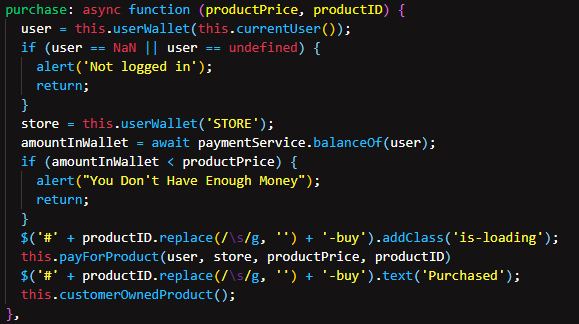 purchase: async function (productPrice, productID) {
user = this.userWallet(this.currentUser());
if (user == NaN || user == undefined) {
alert('Not logged in');
return;
}
store = this.userWallet('STORE');
amountInWallet = await paymentService.balanceOf(user);
if (amountInWallet < productPrice) {
alert("You Don't Have Enough Money");
return;
}
$('#' + productID.replace(/\s/g, '') + '-buy').addClass('is-loading');
this.payForProduct(user, store, productPrice, productID)
$('#' + productID.replace(/\s/g, '') + '-buy').text('Purchased');
this.customerOwnedProduct();
},